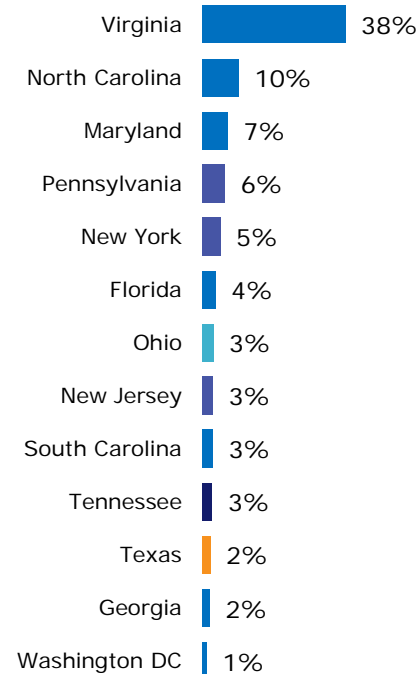 Virginia 38%
North Carolina 10%
Maryland 7%
Pennsylvania 6%
New York 5%
Florida 4%
Ohio 3%
New Jersey 3%
South Carolina 3%
Tennessee 3%
Texas 2%
Georgia 2%
Washington DC 1%